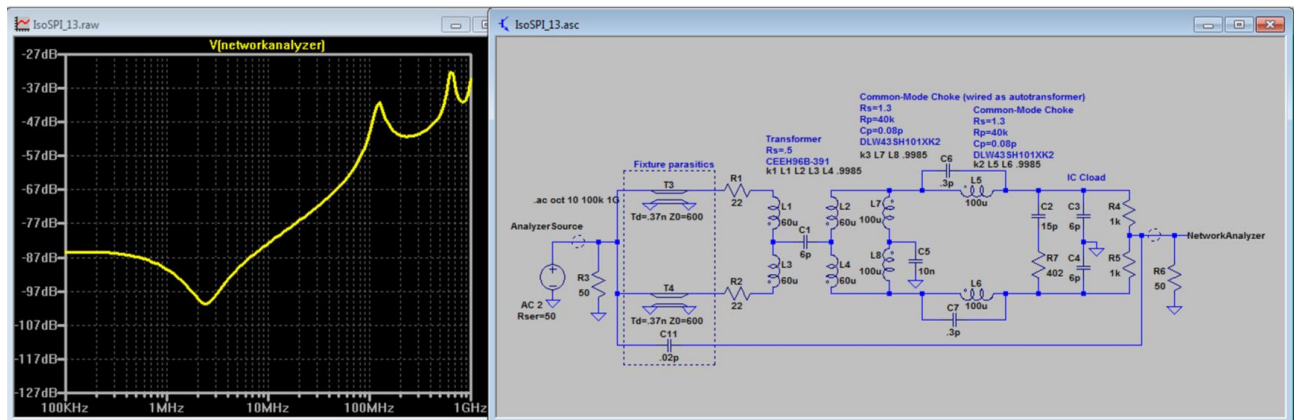 IsoSPI_13.raw
V(networkanalyzer)
-27dB
-37dB
-47dB
-57dB
-67dB
-77dB
-87dB
-97dB
-107dB
-117dB
-127dB
100KHz
1MHz
10MHz
100MHz
1GHz
IsoSPI_13.asc
Common-Mode Choke (wired as autotransformer)
Rs=1.3
Rp=40k
Cp=0.08p
DLW43SH101XK2
k3 L7 L8 .9985
Common-Mode Choke
Rs=1.3
Rp=40k
Cp=0.08p
DLW43SH101XK2
k2 L5 L6 .9985
Transformer
Rs=.5
CEEH96B-391
k1 L1 L2 L3 L4 .9985
Fixture parasitics
.ac oct 10 100k 1G
T3
Td=.37n Z0=600
R1
22
L1
60u
L2
60u
L7
100u
C6
.3p
L5
100u
IC Cload
C2
15p
C3
6p
R4
1k
AnalyzerSource
C1
6p
NetworkAnalyzer
AC 2
Rser=50
R3
50
L3
60u
L4
60u
L8
100u
C5
10n
R7
402
C4
6p
R5
1k
R6
50
T4
Td=.37n Z0=600
R2
22
L6
100u
C7
.3p
C11
.02p